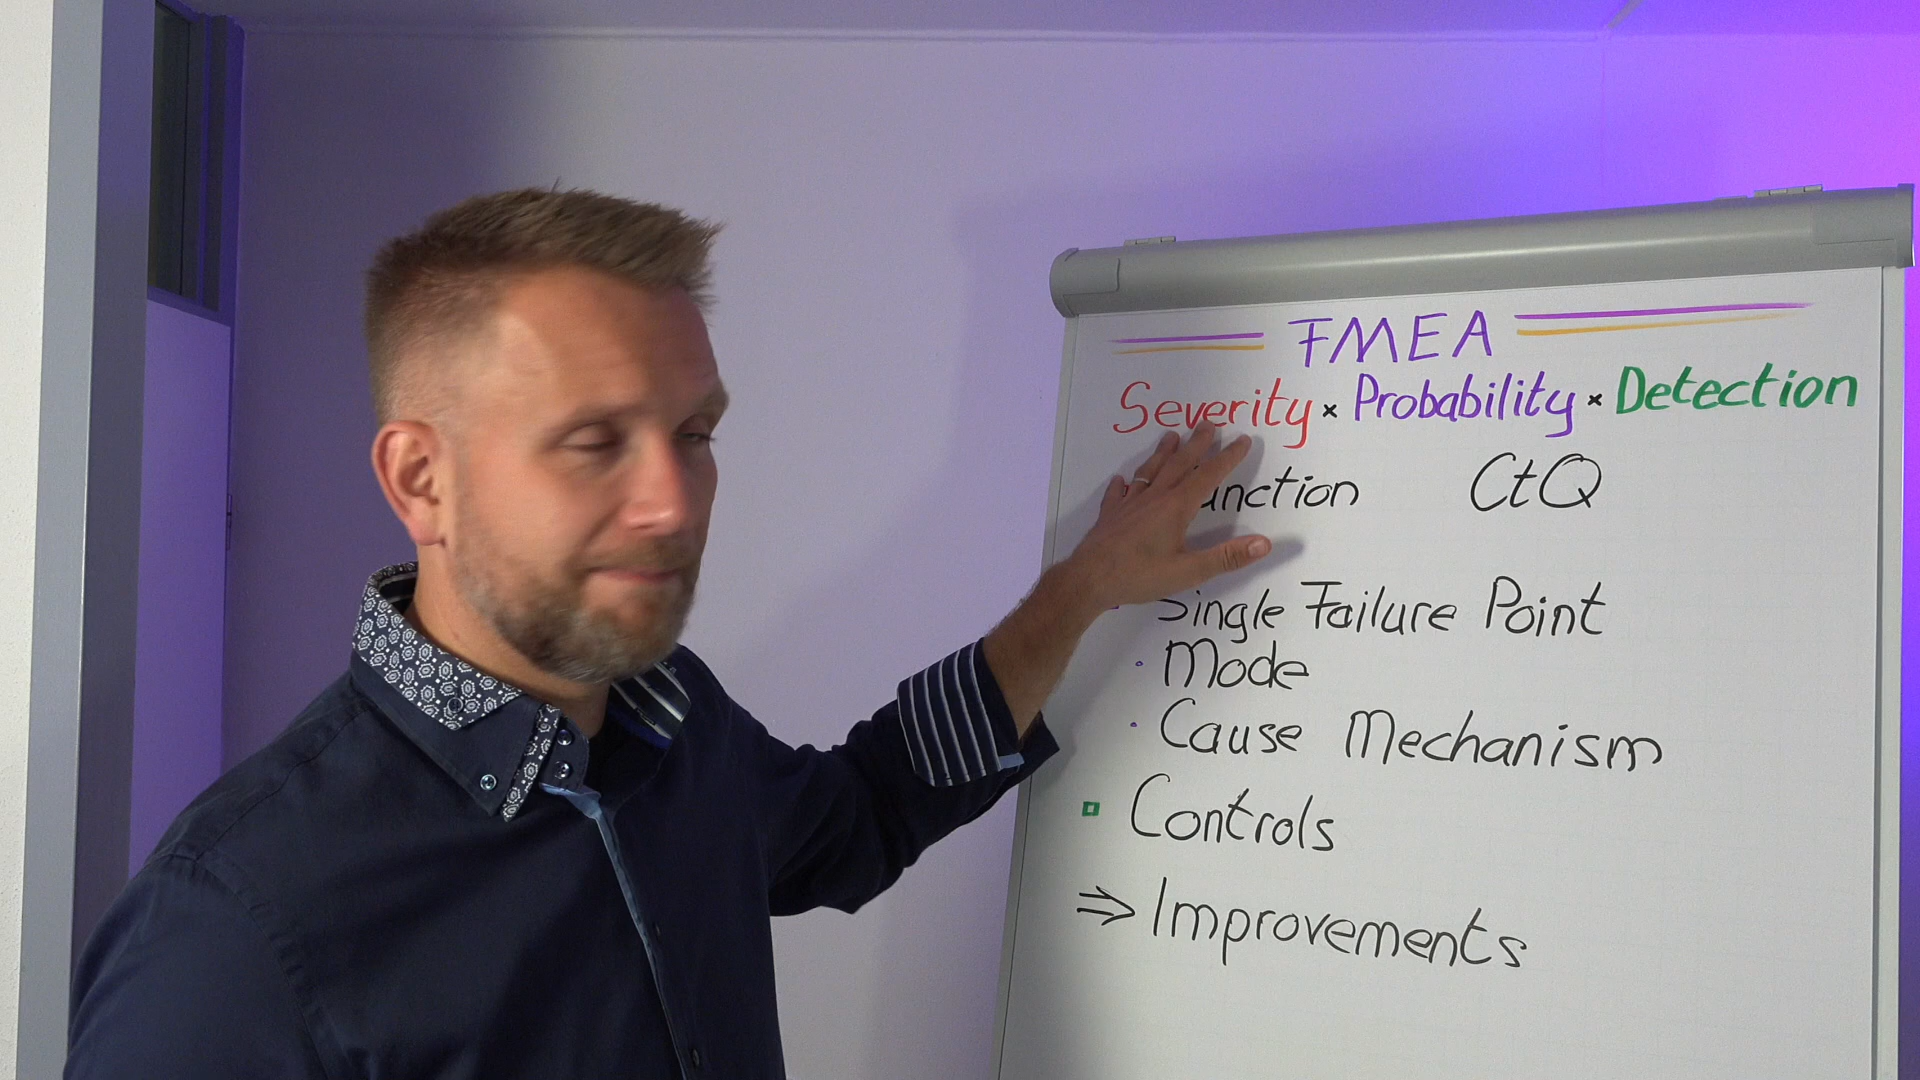 FMEA
Severity × Probability × Detection
unction CtQ
Single Failure Point
Mode
Cause Mechanism
Controls
⇒ Improvements